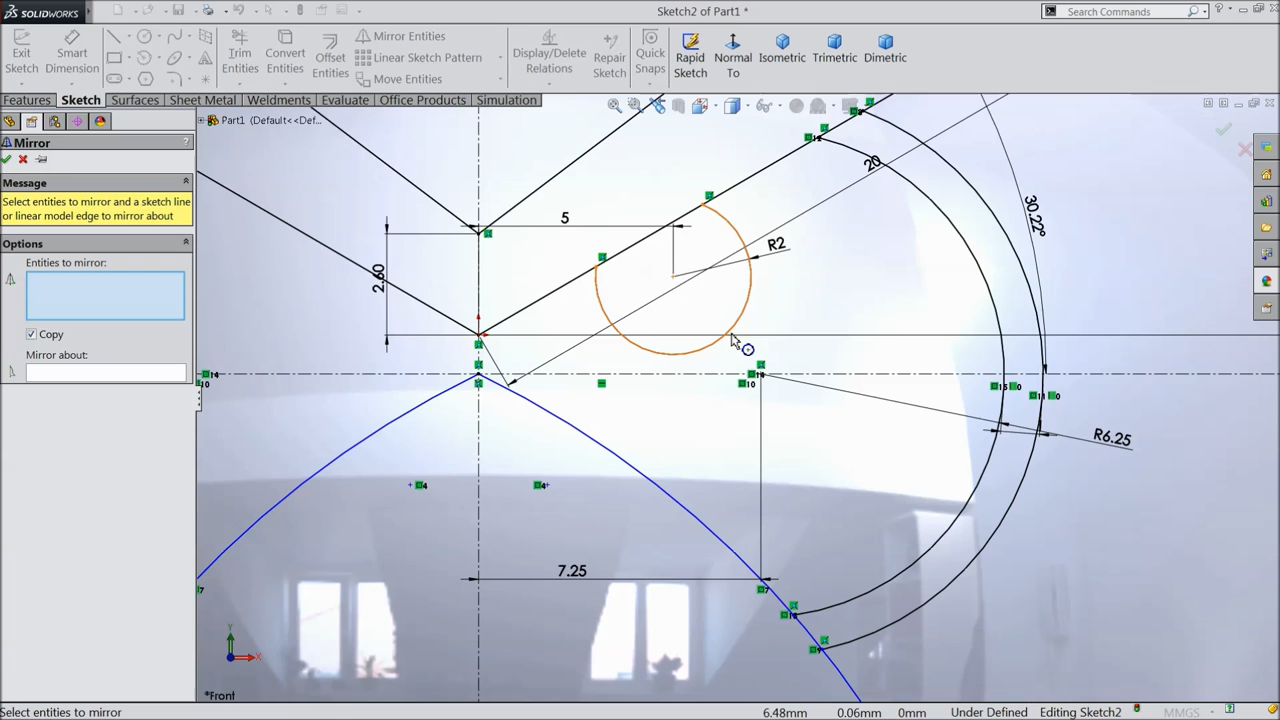 SOLIDWORKS
Sketch2 of Part1 *
Search Commands
Exit Sketch
Smart Dimension
Trim Entities
Convert Entities
Offset Entities
Mirror Entities
Linear Sketch Pattern
Move Entities
Display/Delete Relations
Repair Sketch
Quick Snaps
Rapid Sketch
Normal To
Isometric
Trimetric
Dimetric
Features Sketch Surfaces Sheet Metal Weldments Evaluate Office Products Simulation
Part1 (Default<<Def...
Mirror
?
Message
Select entities to mirror and a sketch line
or linear model edge to mirror about
Options
Entities to mirror:
Copy
Mirror about:
20
30.22°
5
R2
2.60
R6.25
7.25
Y
X
*Front
Select entities to mirror
6.48mm 0.06mm 0mm Under Defined Editing Sketch2 MMGS